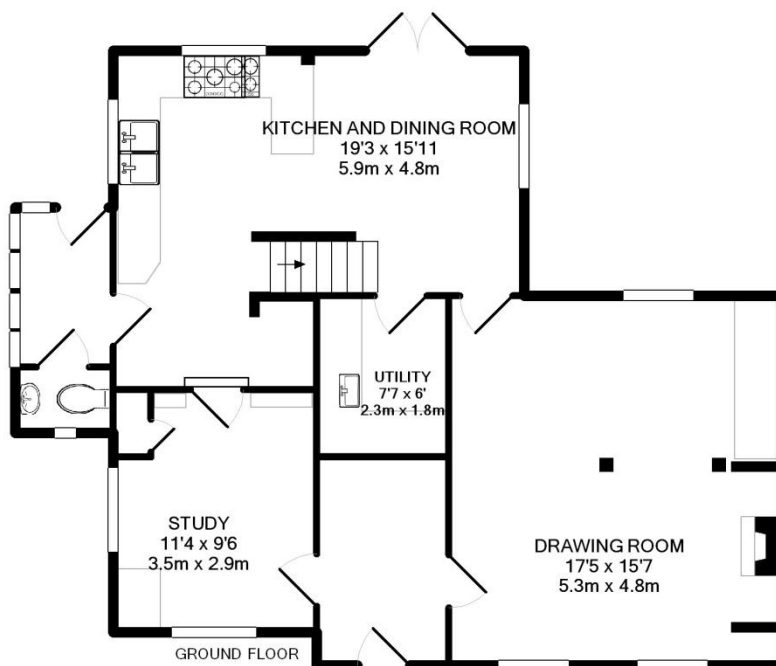 KITCHEN AND DINING ROOM
19'3 x 15'11
5.9m x 4.8m
UTILITY
7'7 x 6'
2.3m x 1.8m
STUDY
11'4 x 9'6
3.5m x 2.9m
DRAWING ROOM
17'5 x 15'7
5.3m x 4.8m
GROUND FLOOR